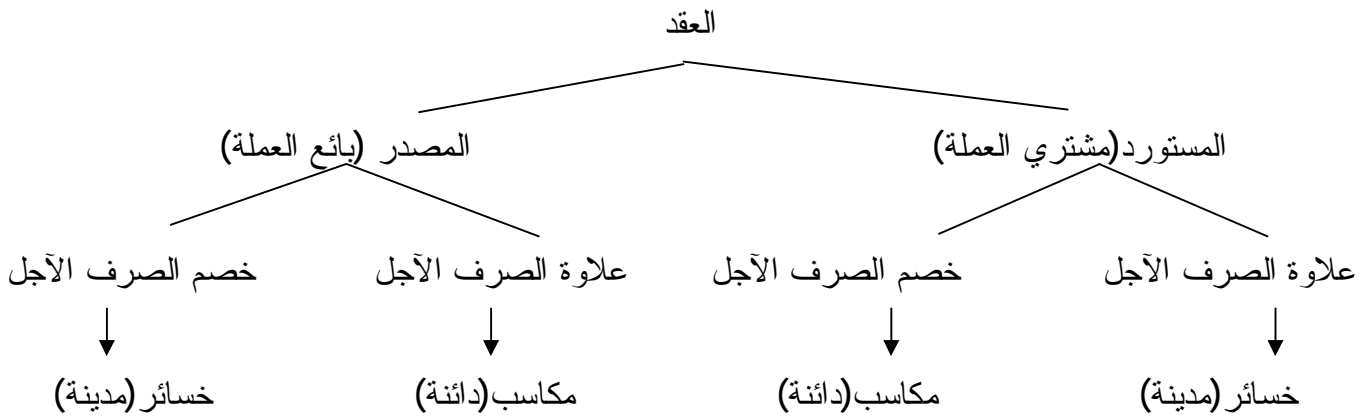 العقد
المستورد(مشتري العملة) المصدر (بائع العملة)
علاوة الصرف الآجل خصم الصرف الآجل علاوة الصرف الآجل خصم الصرف الآجل
خسائر(مدينة) مكاسب(دائنة) مكاسب(دائنة) خسائر(مدينة)